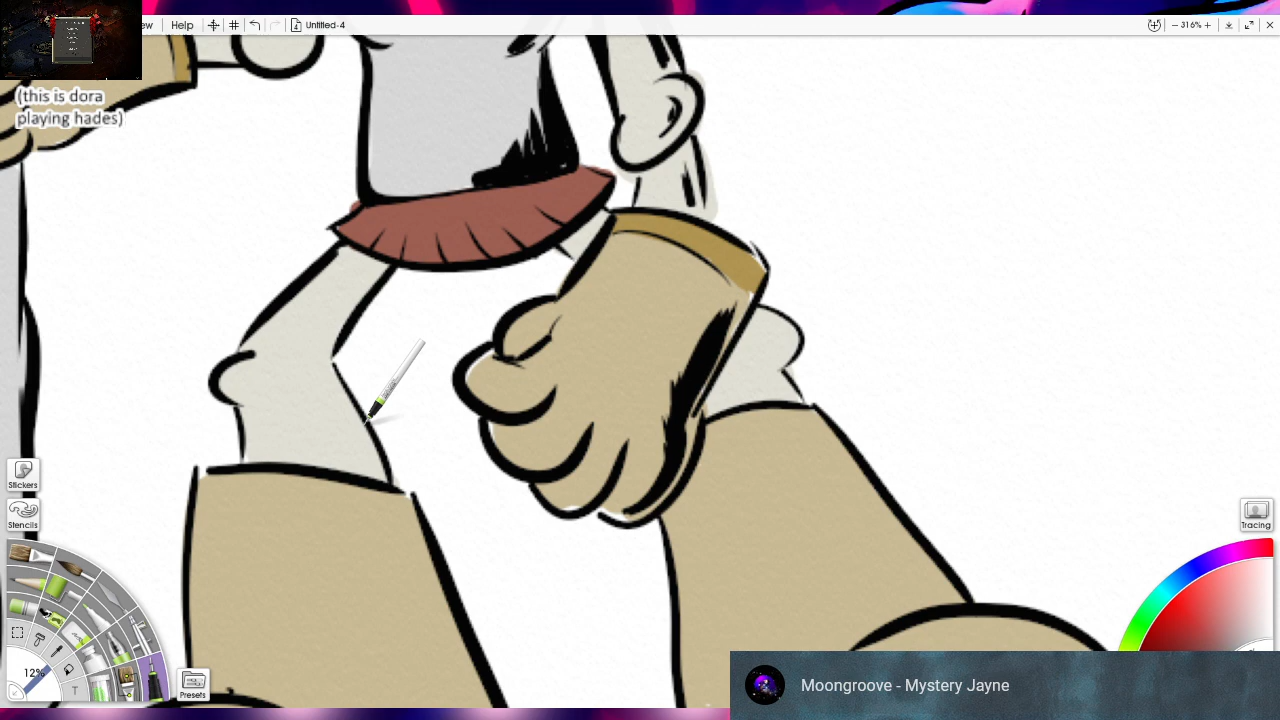 ew Help Untitled-4 316%
(this is dora
playing hades)
Stickers
Stencils
Tracing
12%
T
Presets
Moongroove - Mystery Jayne